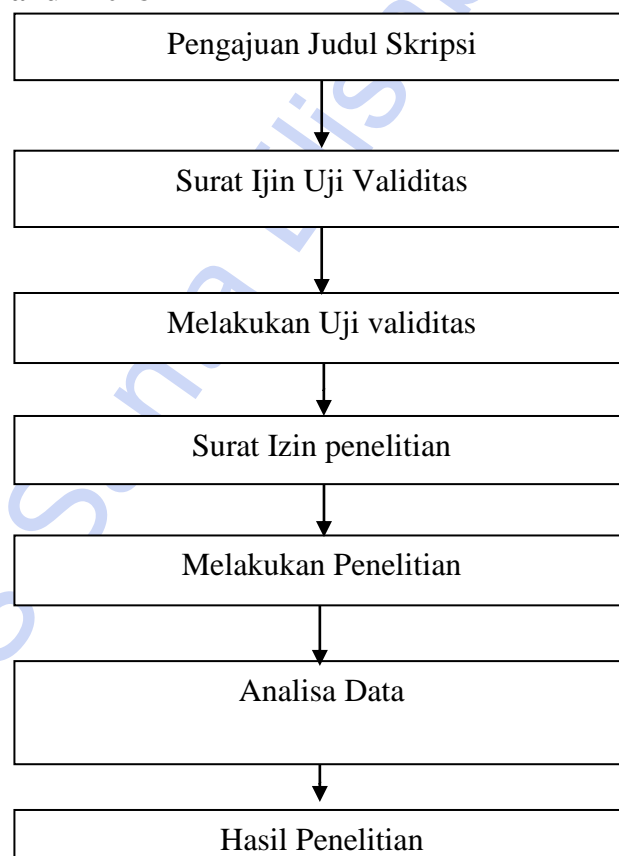 Pengajuan Judul Skripsi
Surat Ijin Uji Validitas
Melakukan Uji validitas
Surat Izin penelitian
Melakukan Penelitian
Analisa Data
Hasil Penelitian